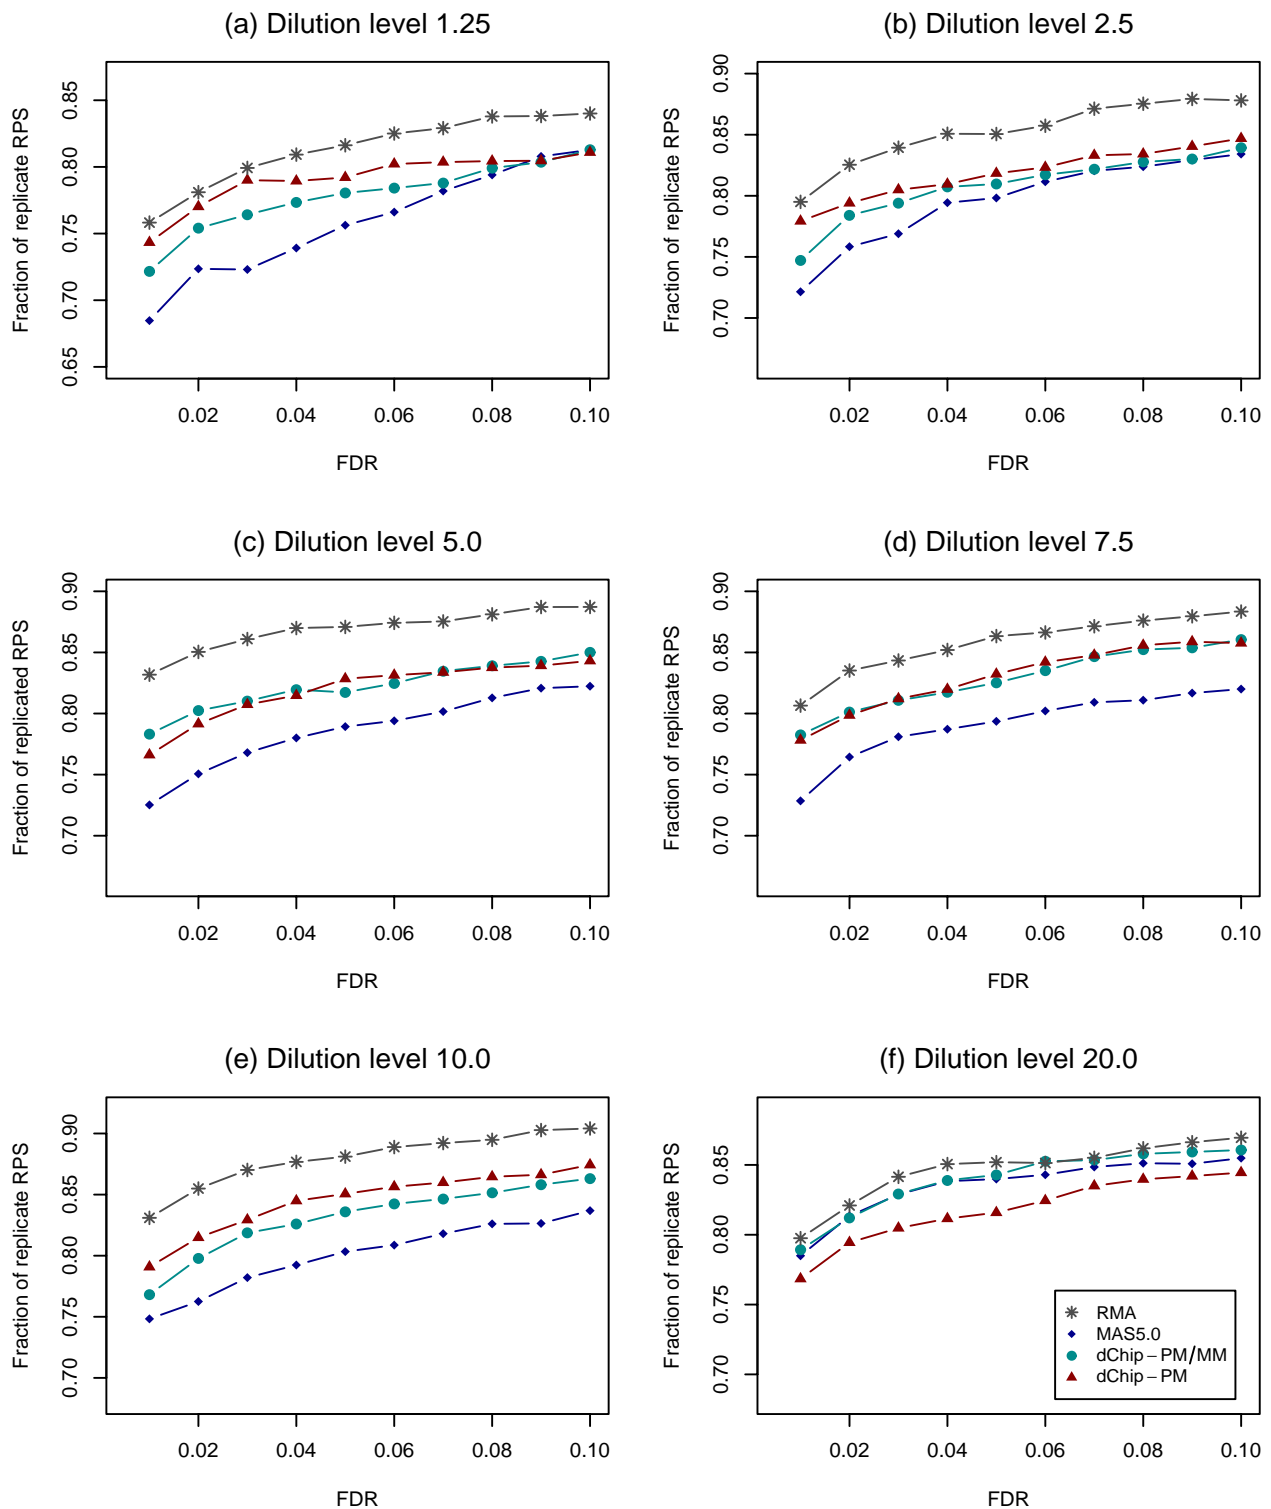 (a) Dilution level 1.25
Fraction of replicate RPS
0.85
0.80
0.75
0.70
0.65
0.02 0.04 0.06 0.08 0.10
FDR
(b) Dilution level 2.5
Fraction of replicate RPS
0.90
0.85
0.80
0.75
0.70
0.02 0.04 0.06 0.08 0.10
FDR
(c) Dilution level 5.0
Fraction of replicated RPS
0.90
0.85
0.80
0.75
0.70
0.02 0.04 0.06 0.08 0.10
FDR
(d) Dilution level 7.5
Fraction of replicate RPS
0.90
0.85
0.80
0.75
0.70
0.02 0.04 0.06 0.08 0.10
FDR
(e) Dilution level 10.0
Fraction of replicate RPS
0.90
0.85
0.80
0.75
0.70
0.02 0.04 0.06 0.08 0.10
FDR
(f) Dilution level 20.0
Fraction of replicate RPS
0.85
0.80
0.75
0.70
0.02 0.04 0.06 0.08 0.10
FDR
RMA
MAS5.0
dChip−PM/MM
dChip−PM